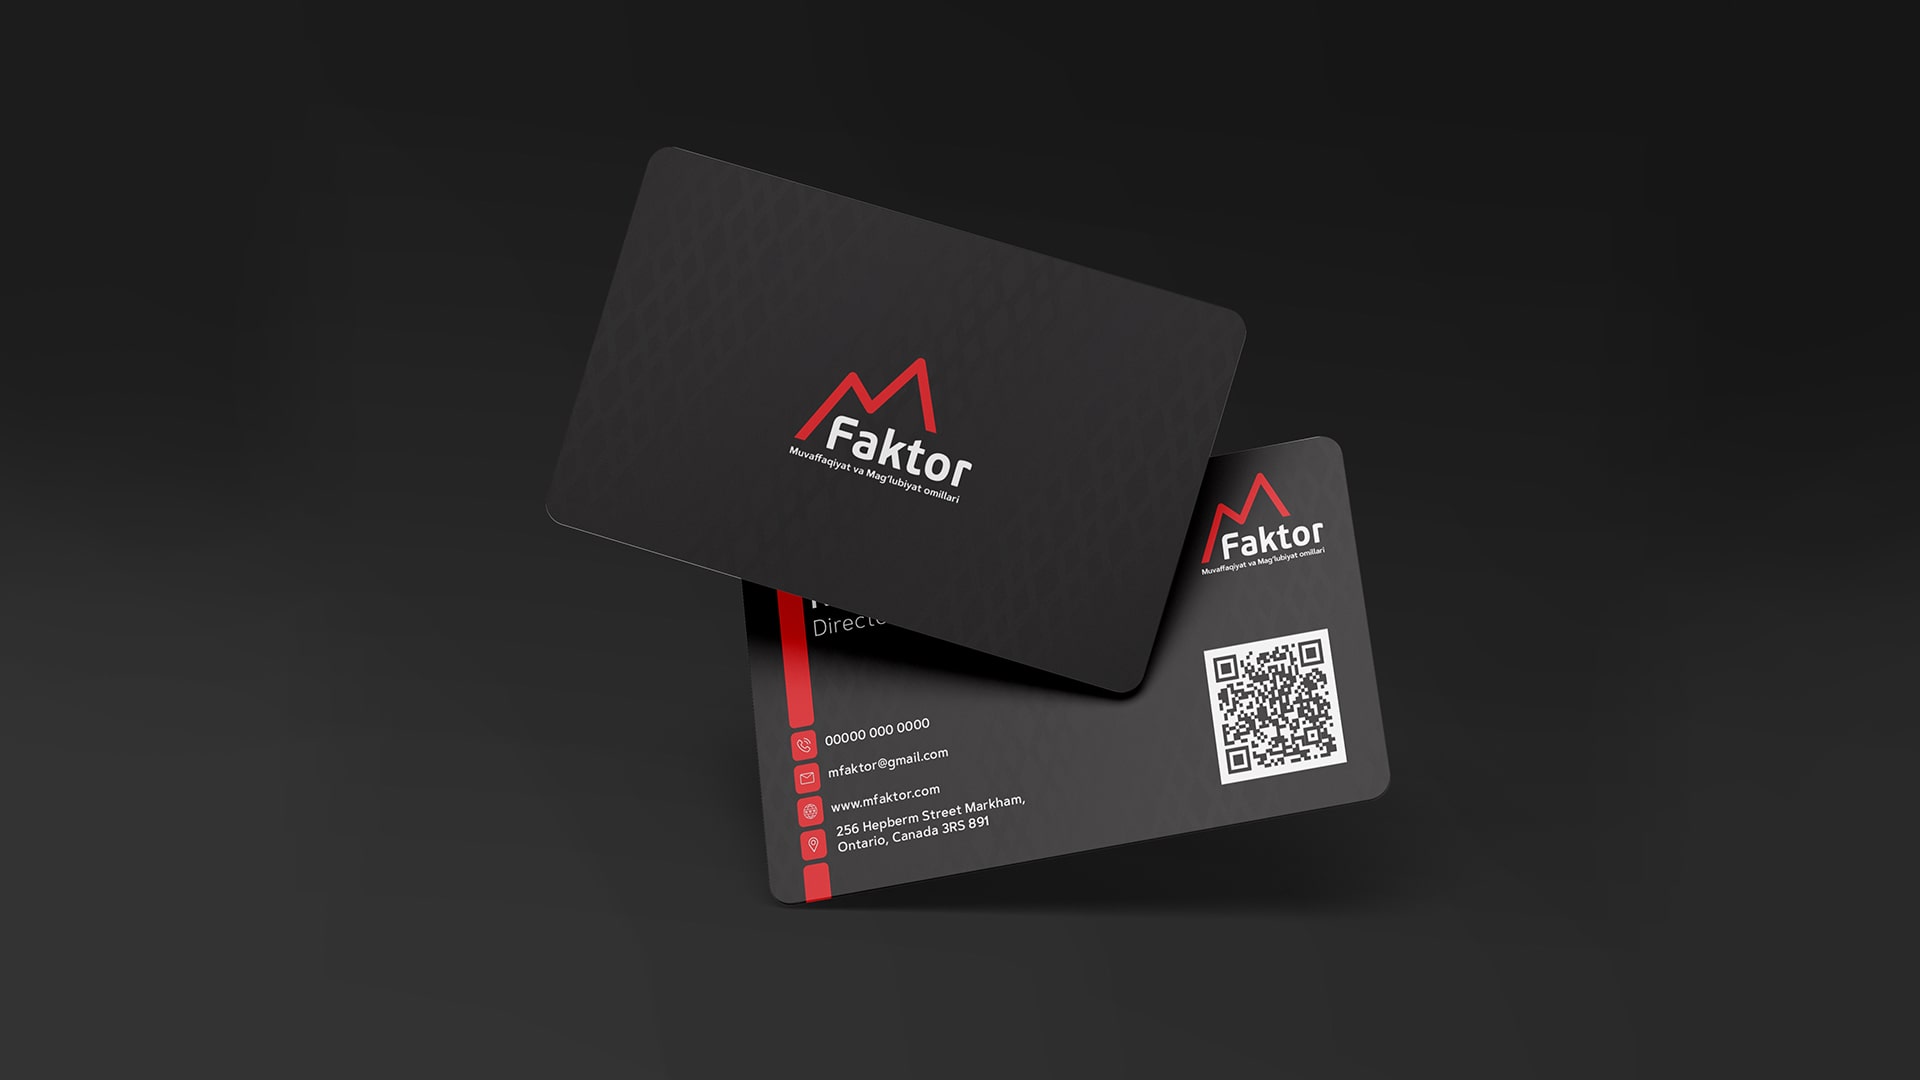 Faktor
Muvaffaqiyat va Mag'lubiyat omillari
Faktor
Muvaffaqiyat va Mag'lubiyat omillari
00000 000 0000
mfaktor@gmail.com
www.mfaktor.com
256 Hepberm Street Markham,
Ontario, Canada 3RS 891